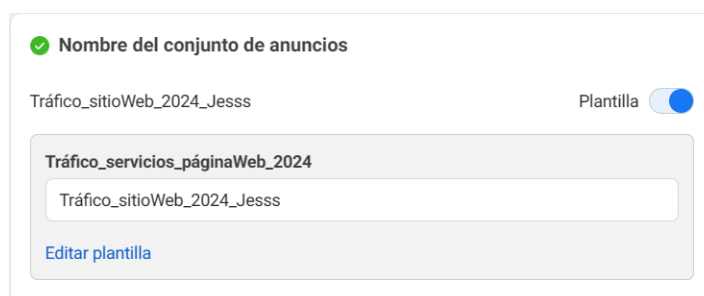 Nombre del conjunto de anuncios
Tráfico_sitioWeb_2024_Jesss
Plantilla
Tráfico_servicios_páginaWeb_2024
Tráfico_sitioWeb_2024_Jesss
Editar plantilla